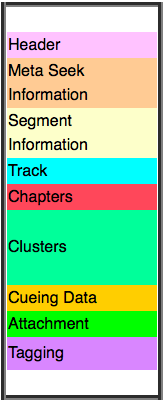 Header
Meta Seek
Information
Segment
Information
Track
Chapters
Clusters
Cueing Data
Attachment
Tagging